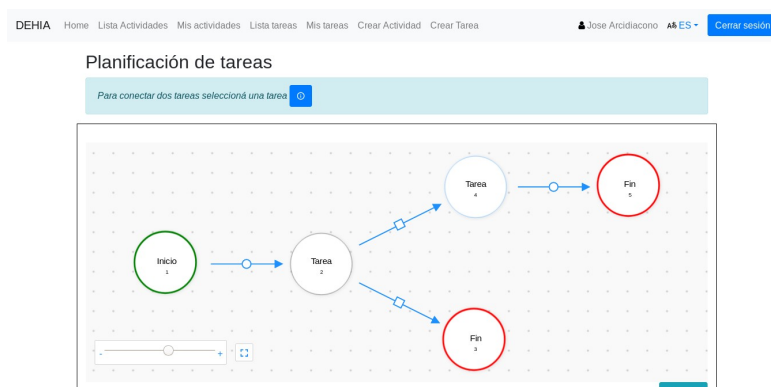 DEHIA Home Lista Actividades Mis actividades Lista tareas Mis tareas Crear Actividad Crear Tarea Jose Arcidiacono ES Cerrar sesión
Planificación de tareas
Para conectar dos tareas seleccioná una tarea
Tarea
4
Fin
5
Inicio
1
Tarea
2
Fin
3
- +